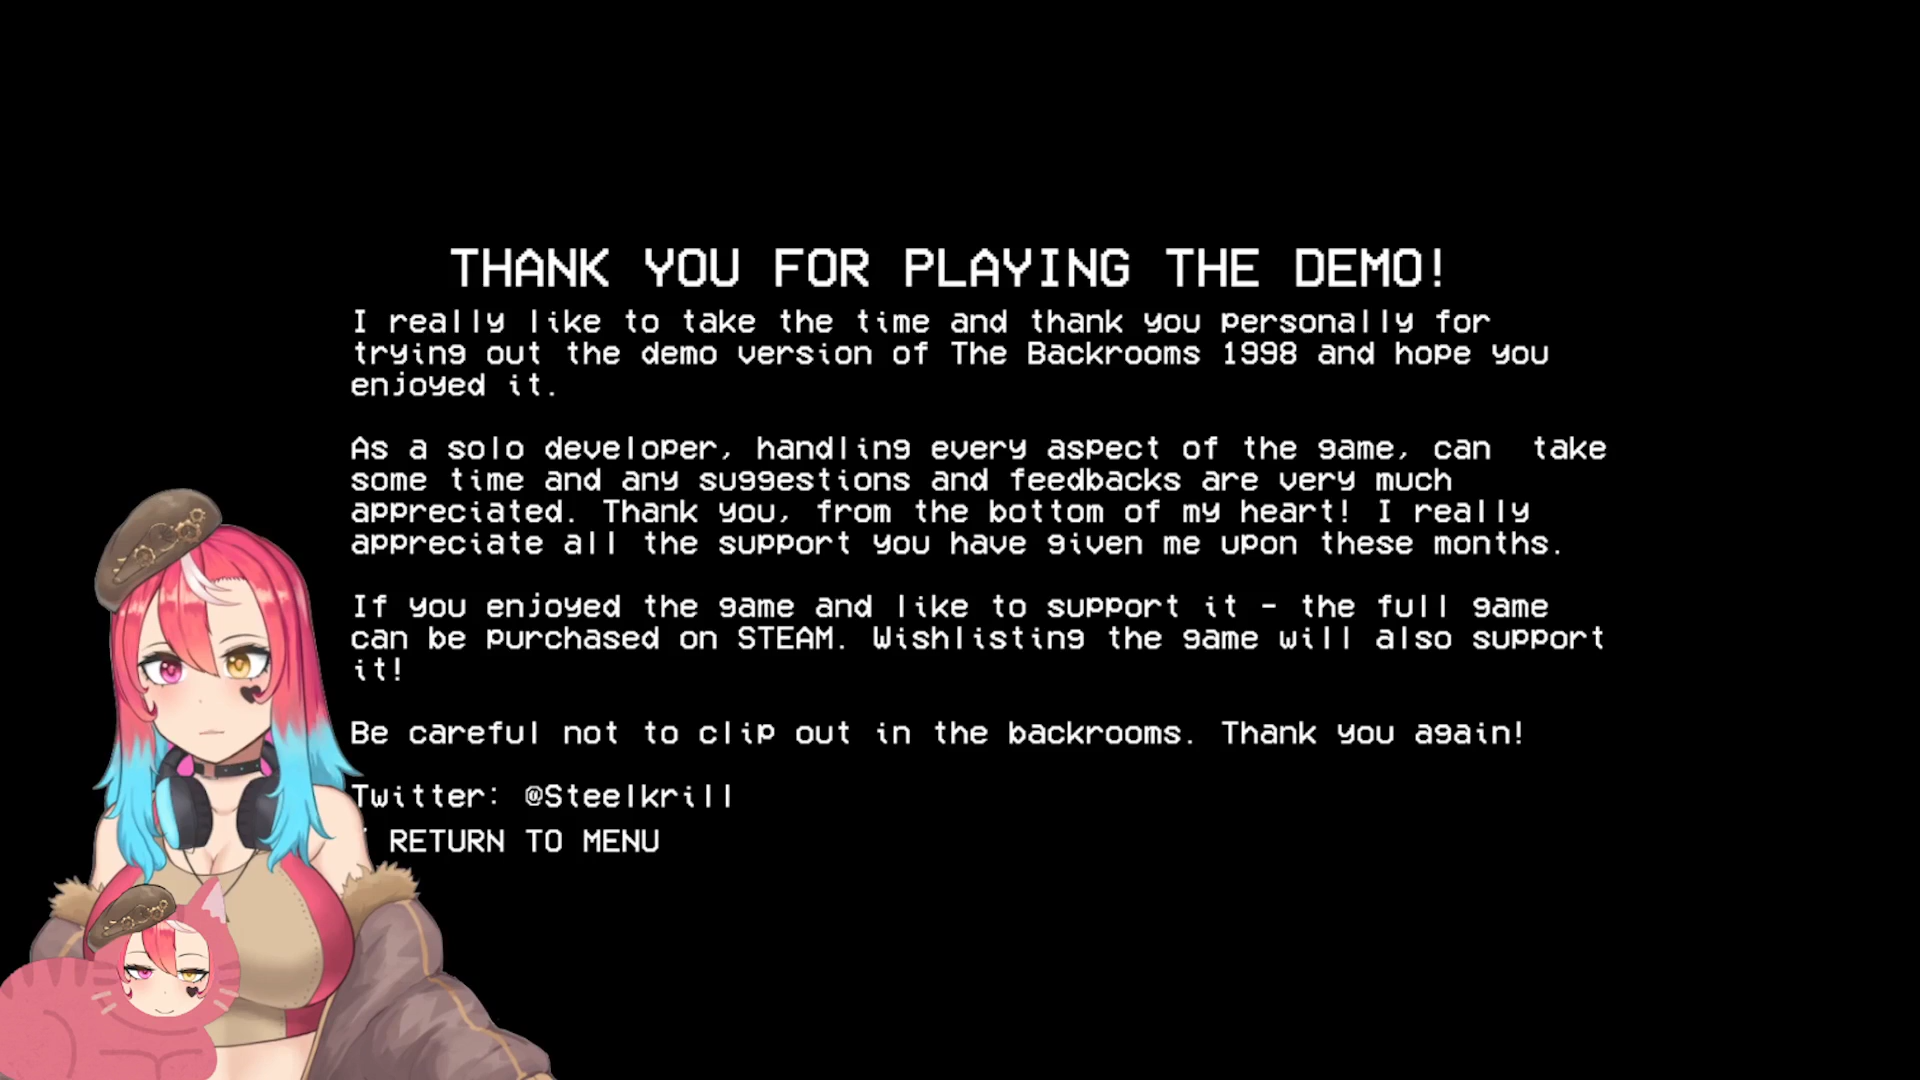 THANK YOU FOR PLAYING THE DEMO!
I really like to take the time and thank you personally for
trying out the demo version of The Backrooms 1998 and hope you
enjoyed it.
As a solo developer, handling every aspect of the game, can take
some time and any suggestions and feedbacks are very much
appreciated. Thank you, from the bottom of my heart! I really
appreciate all the support you have given me upon these months.
If you enjoyed the game and like to support it - the full game
can be purchased on STEAM. Wishlisting the game will also support
it!
Be careful not to clip out in the backrooms. Thank you again!
Twitter: @Steelkrill
RETURN TO MENU